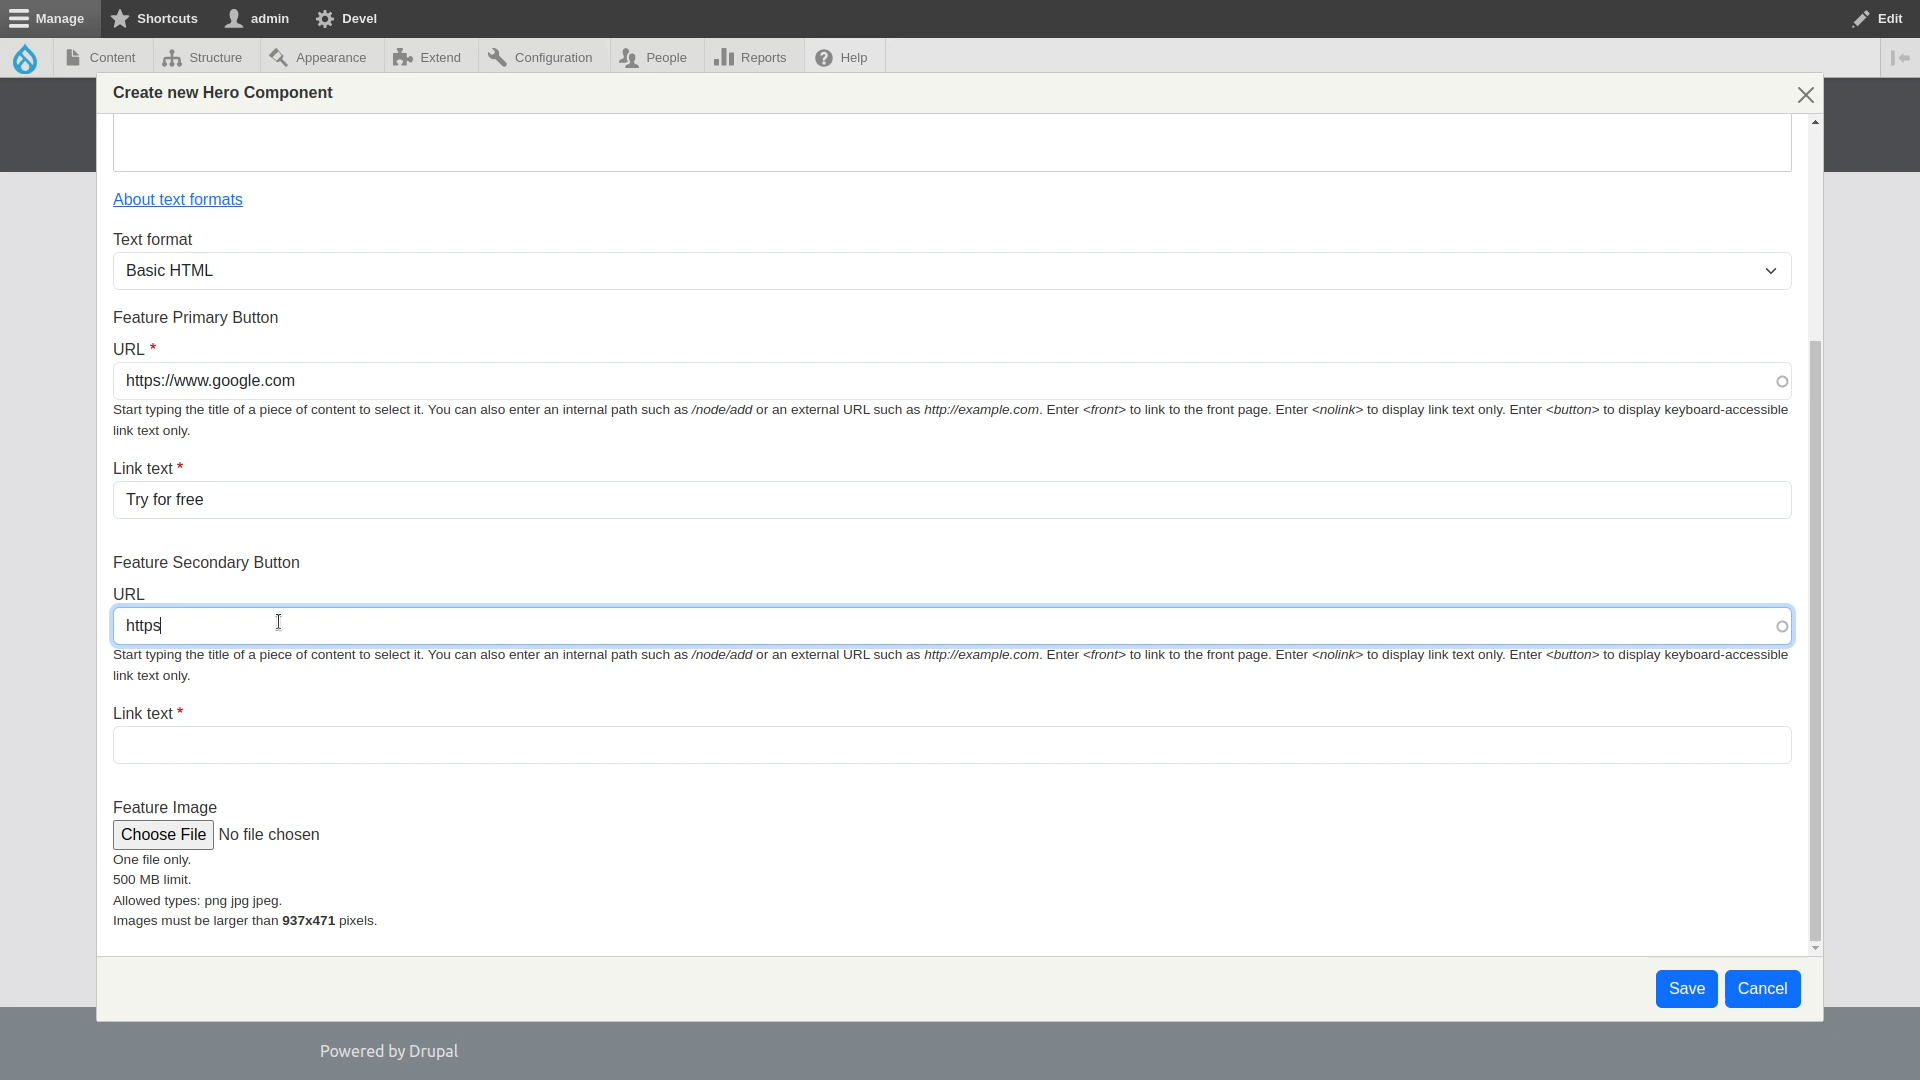 Manage
Shortcuts
admin
Devel
Edit
Content
Structure
Appearance
Extend
Configuration
People
Reports
Help
Create new Hero Component
About text formats
Text format
Basic HTML
Feature Primary Button
URL *
https://www.google.com
Start typing the title of a piece of content to select it. You can also enter an internal path such as /node/add or an external URL such as http://example.com. Enter <front> to link to the front page. Enter <nolink> to display link text only. Enter <button> to display keyboard-accessible
link text only.
Link text *
Try for free
Feature Secondary Button
URL
https
Start typing the title of a piece of content to select it. You can also enter an internal path such as /node/add or an external URL such as http://example.com. Enter <front> to link to the front page. Enter <nolink> to display link text only. Enter <button> to display keyboard-accessible
link text only.
Link text *
Feature Image
Choose File No file chosen
One file only.
500 MB limit.
Allowed types: png jpg jpeg.
Images must be larger than 937x471 pixels.
Save
Cancel
Powered by Drupal